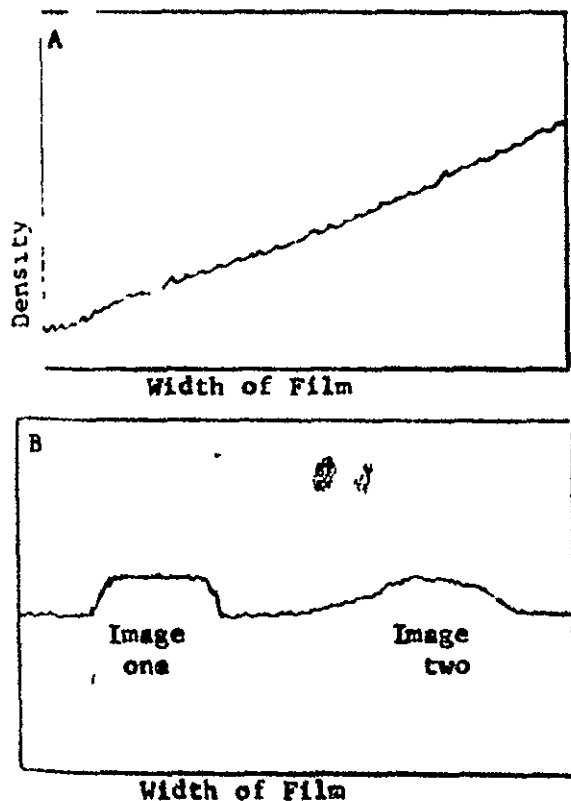 A
Density
Width of Film
B
Image
one
Image
two
Width of Film